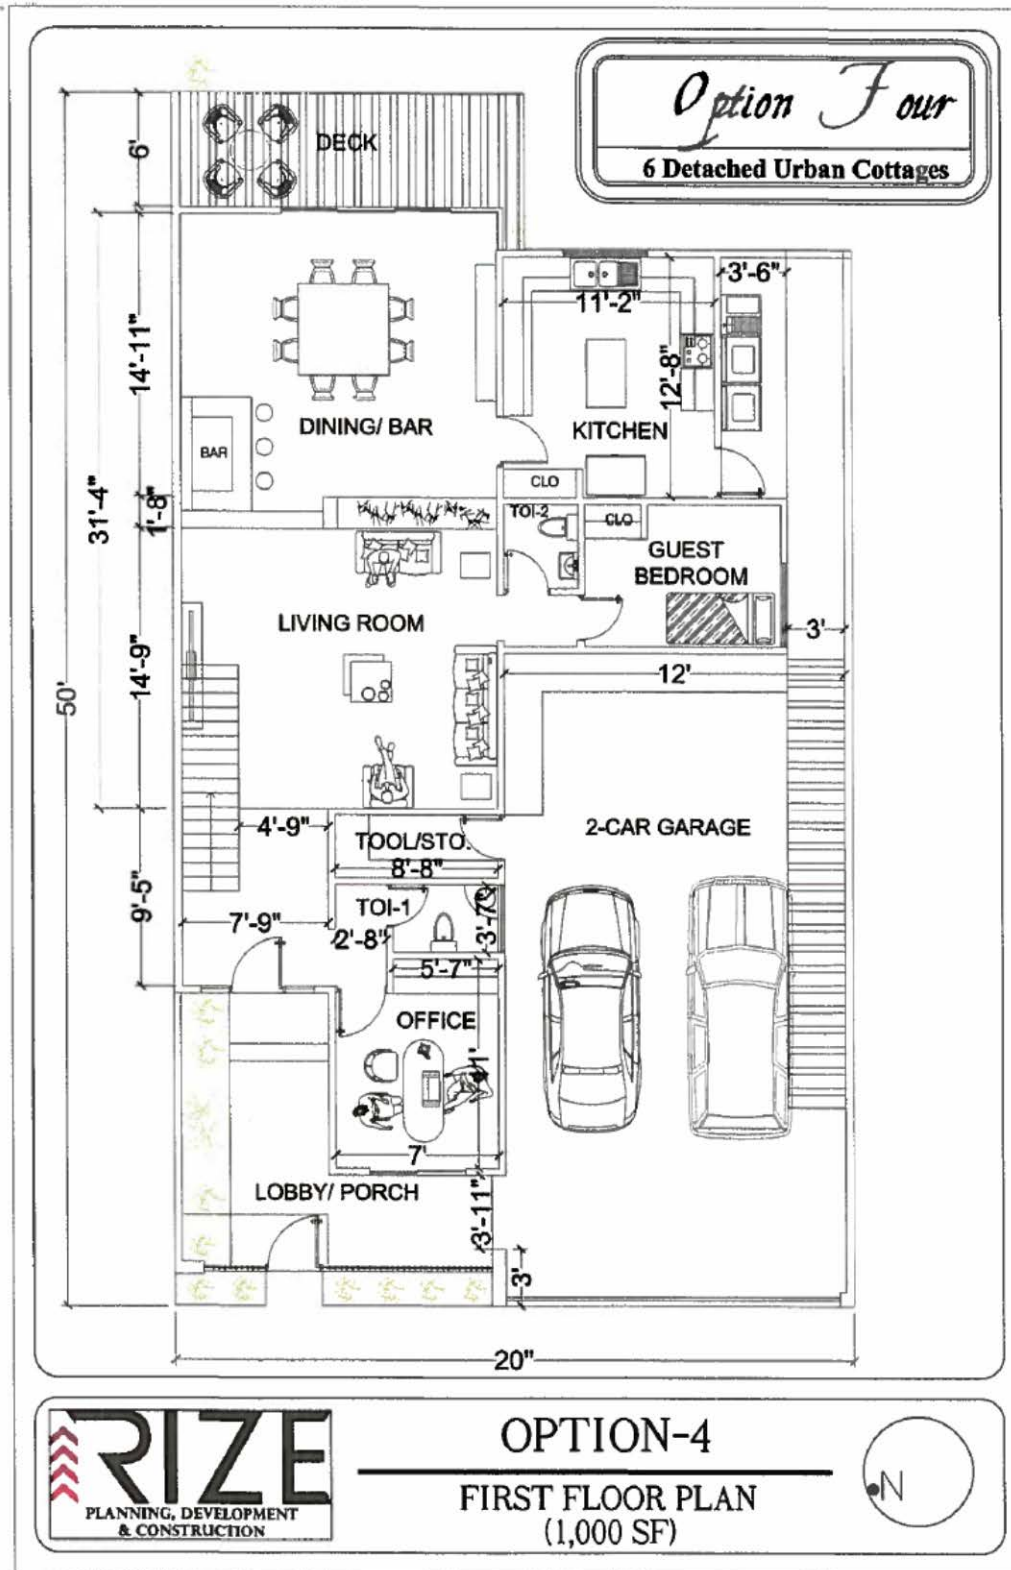 Option Four
6 Detached Urban Cottages
6'
DECK
3'-6"
11'-2"
14'-11"
12'-8"
DINING/ BAR
KITCHEN
BAR
CLO
31'-4"
1'-8"
TOI-2
CLO
GUEST
BEDROOM
LIVING ROOM
3'
14'-9"
12'
50'
4'-9"
TOOL/STO.
2-CAR GARAGE
8'-8"
9'-5"
TOI-1
7'-9"
2'-8"
3'-7"
5'-7"
OFFICE
7'
LOBBY/ PORCH
3'-11"
3'
20"
RIZE
PLANNING, DEVELOPMENT
& CONSTRUCTION
OPTION-4
FIRST FLOOR PLAN
(1,000 SF)
N